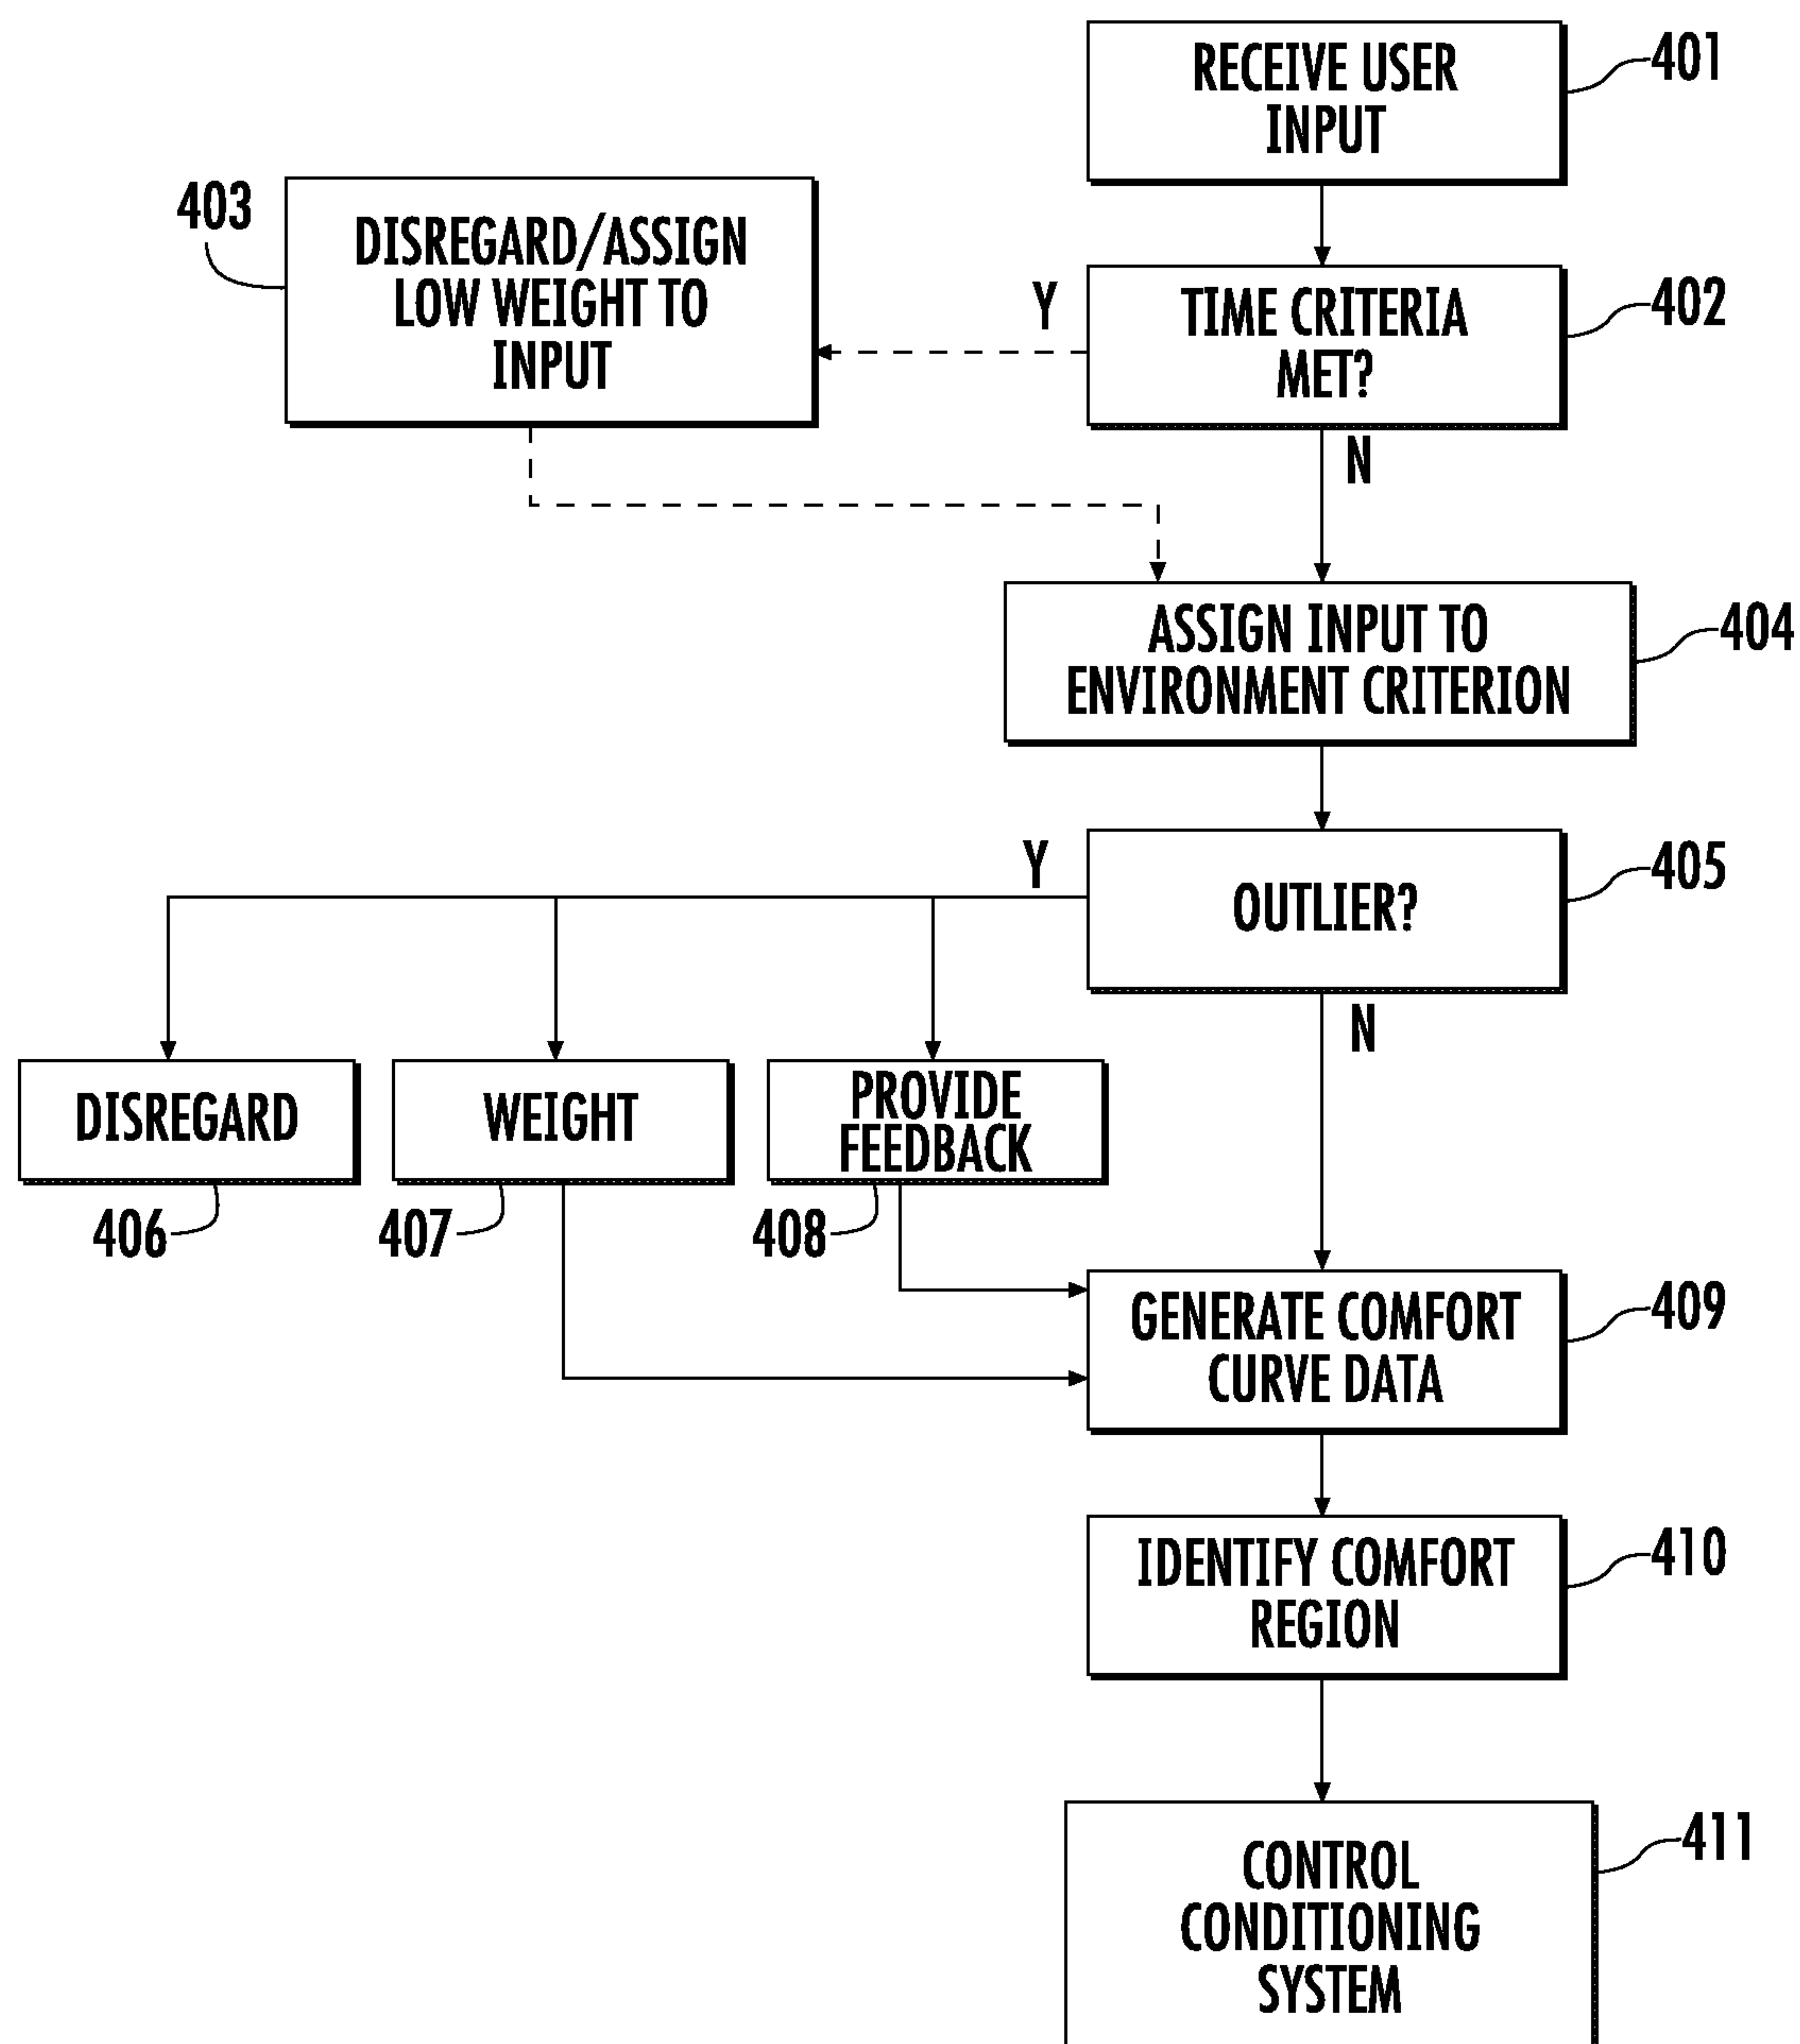 RECEIVE USER
INPUT
401
403
DISREGARD/ASSIGN
LOW WEIGHT TO
INPUT
Y
TIME CRITERIA
MET?
402
N
ASSIGN INPUT TO
ENVIRONMENT CRITERION
404
Y
OUTLIER?
405
N
DISREGARD
WEIGHT
PROVIDE
FEEDBACK
406
407
408
GENERATE COMFORT
CURVE DATA
409
IDENTIFY COMFORT
REGION
410
CONTROL
CONDITIONING
SYSTEM
411